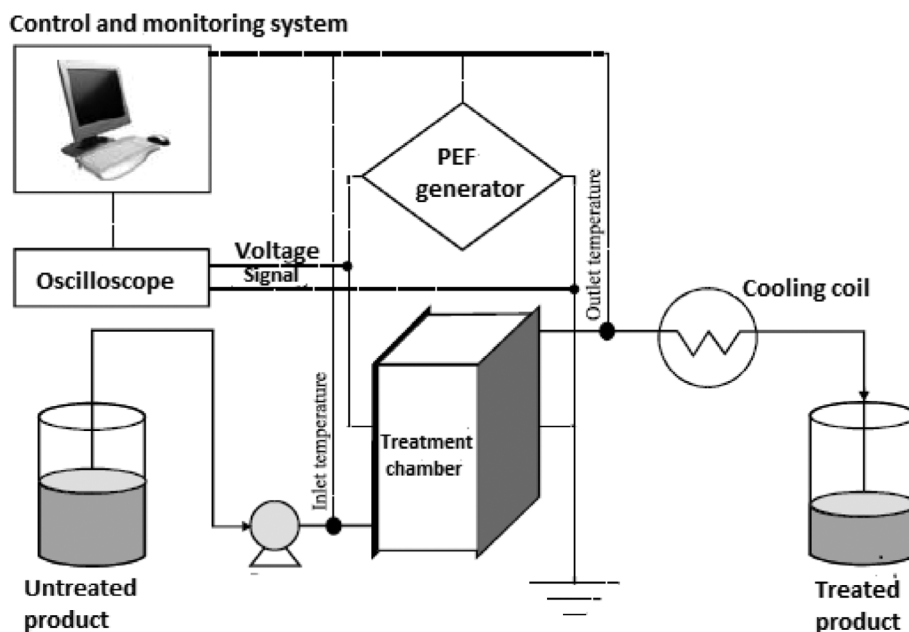 Control and monitoring system
PEF
generator
Voltage
Signal
Oscilloscope
Outlet temperature
Cooling coil
Inlet temperature
Treatment
chamber
Untreated
product
Treated
product